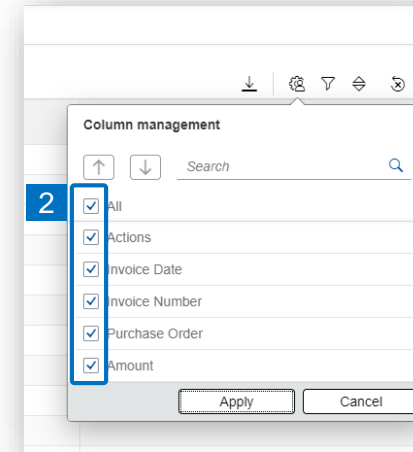 Column management
Search
2
All
Actions
Invoice Date
Invoice Number
Purchase Order
Amount
Apply
Cancel